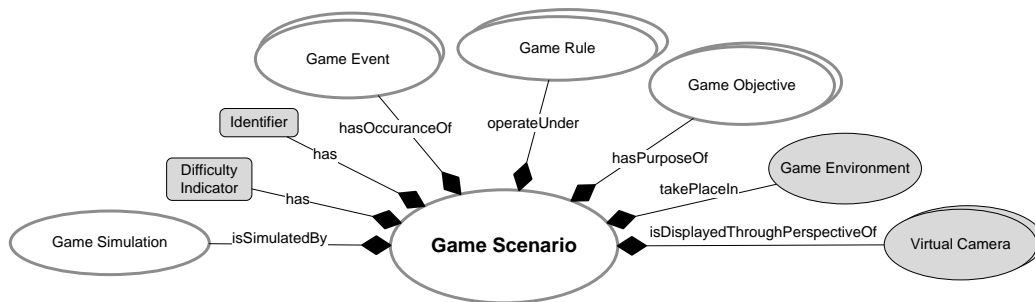 Game Rule
Game Event
Game Objective
Identifier
hasOccuranceOf
operateUnder
has
hasPurposeOf
Difficulty
Indicator
Game Environment
takePlaceIn
has
isDisplayedThroughPerspectiveOf
Game Simulation
isSimulatedBy
Game Scenario
Virtual Camera